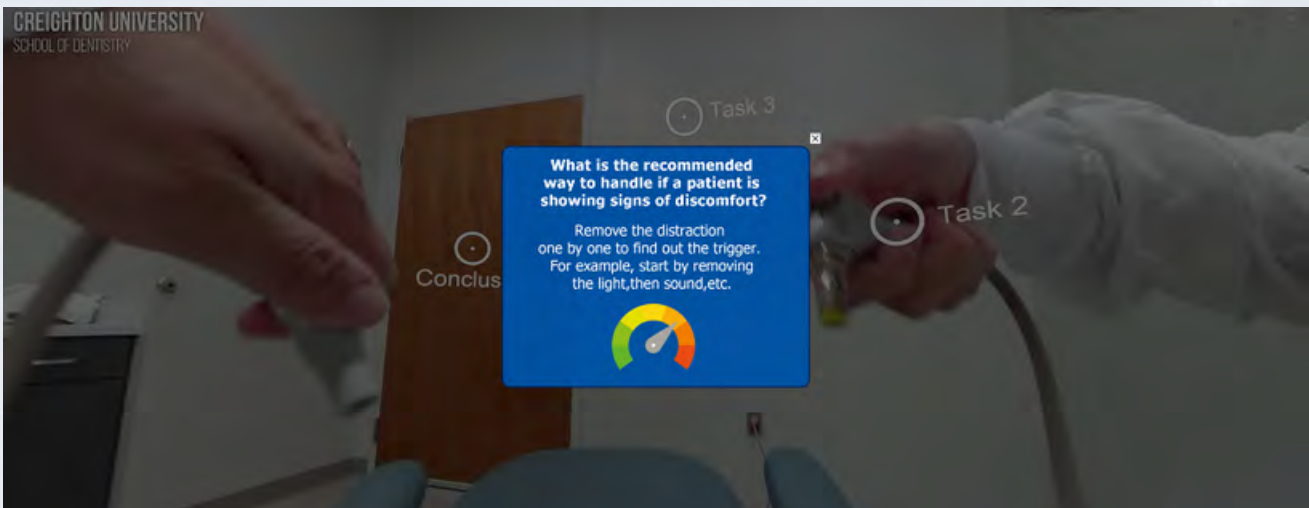 CREIGHTON UNIVERSITY
SCHOOL OF DENTISTRY
Task 3
What is the recommended
way to handle if a patient is
showing signs of discomfort?
Task 2
Remove the distraction
one by one to find out the trigger.
For example, start by removing
the light,then sound,etc.
Conclus